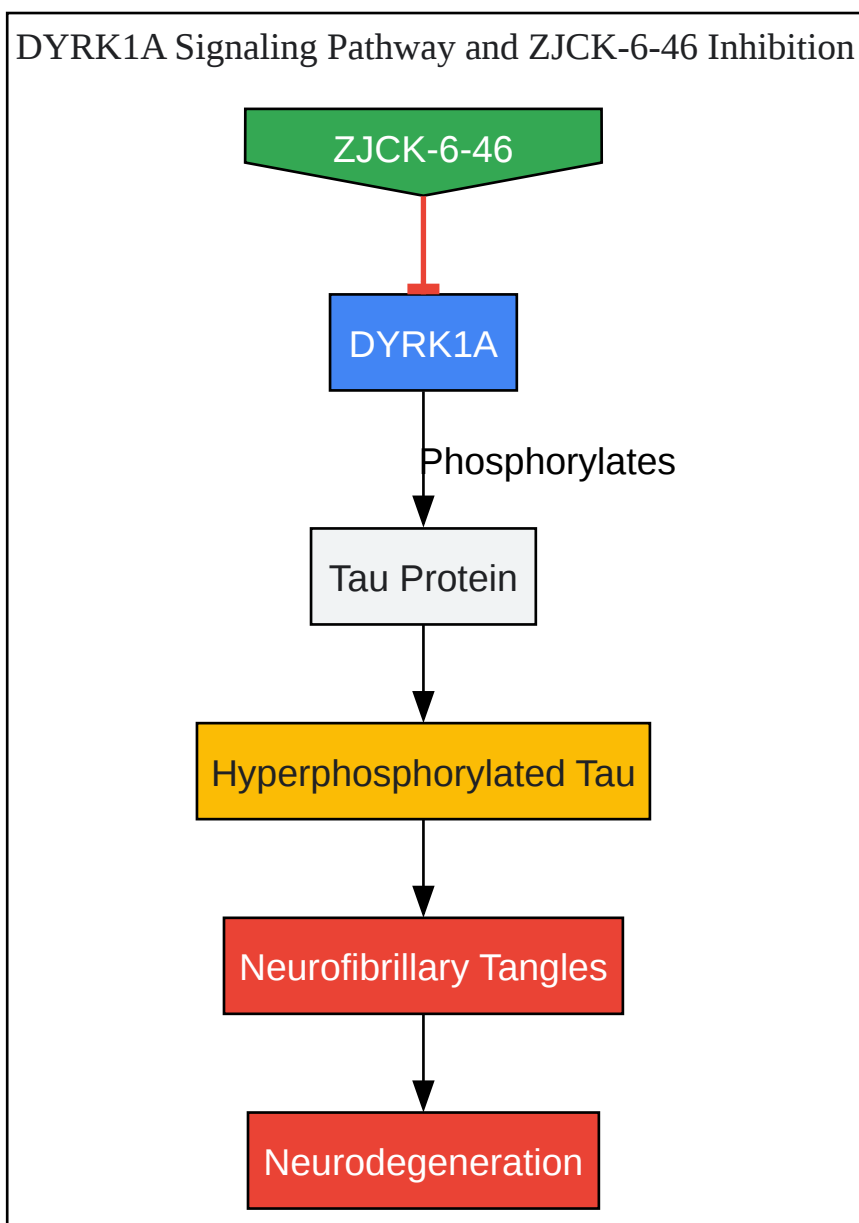 DYRK1A Signaling Pathway and ZJCK-6-46 Inhibition
ZJCK-6-46
DYRK1A
Phosphorylates
Tau Protein
Hyperphosphorylated Tau
Neurofibrillary Tangles
Neurodegeneration